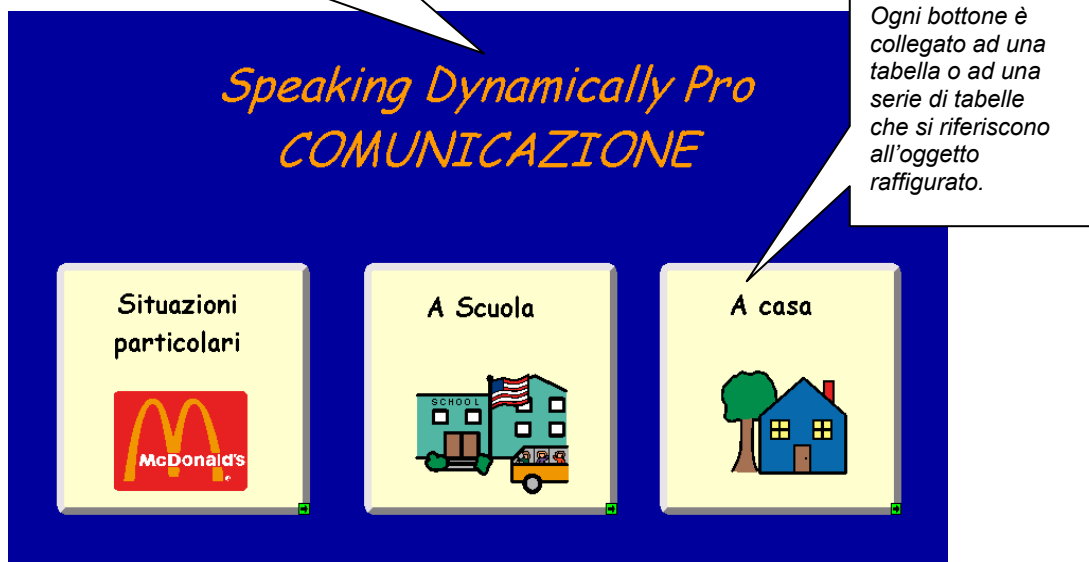 Ogni bottone è
collegato ad una
tabella o ad una
serie di tabelle
che si riferiscono
all'oggetto
raffigurato.
Speaking Dynamically Pro
COMUNICAZIONE
Situazioni
particolari
McDonald's
A Scuola
SCHOOL
A casa